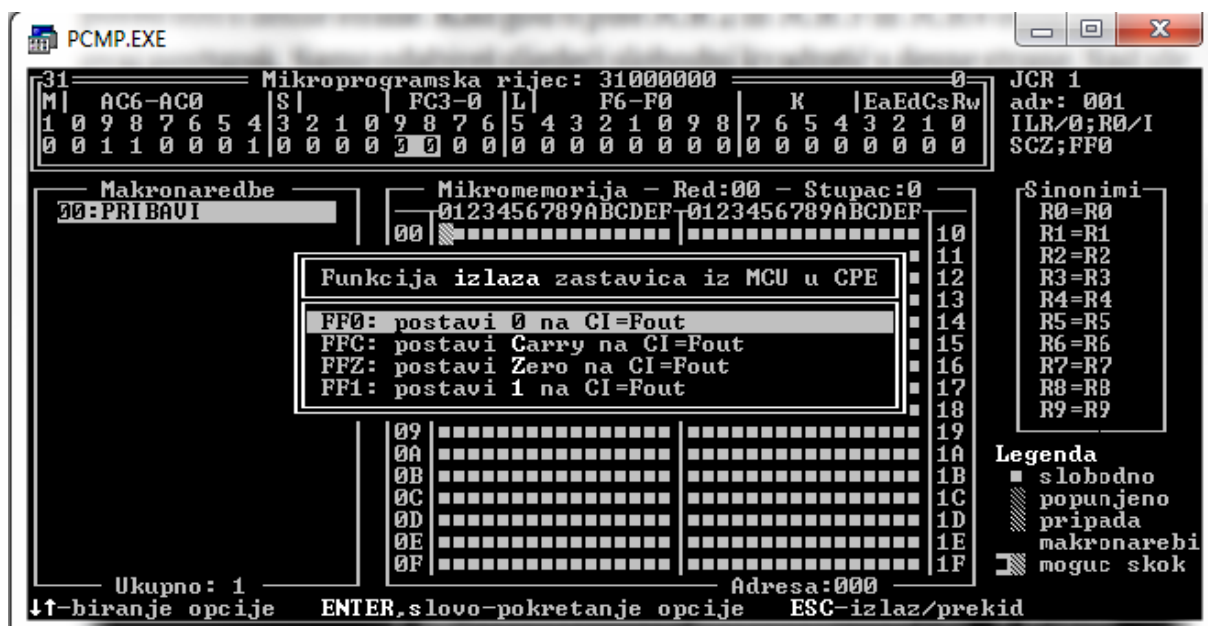 PCMP.EXE
31 Mikroprogramska rijec: 31000000 0 JCR 1
M| AC6-AC0 |S| | FC3-0 |L| F6-F0 | K |EaEdCsRw adr: 001
1 0 9 8 7 6 5 4|3 2 1 0 9 8 7 6|5 4 3 2 1 0 9 8|7 6 5 4 3 2 1 0 ILR/0;R0/I
0 0 1 1 0 0 0 1|0 0 0 0 0 0 0 0|0 0 0 0 0 0 0 0|0 0 0 0 0 0 0 0 SCZ;FF0
Makronaredbe Mikromemorija - Red:00 - Stupac:0 Sinonimi
00:PRIBAVI 0123456789ABCDEF 0123456789ABCDEF R0=R0
00 10 R1=R1
11 R2=R2
Funkcija izlaza zastavica iz MCU u CPE 12 R3=R3
13 R4=R4
FF0: postavi 0 na CI=Fout 14 R5=R5
FFC: postavi Carry na CI=Fout 15 R6=R6
FFZ: postavi Zero na CI=Fout 16 R7=R7
FF1: postavi 1 na CI=Fout 17 R8=R8
18 R9=R9
09 19
0A 1A Legenda
0B 1B slobodno
0C 1C popunjeno
0D 1D pripada
0E 1E makronarebi
0F 1F moguc skok
Ukupno: 1 Adresa:000
↓↑-biranje opcije ENTER,slovo-pokretanje opcije ESC-izlaz/prekid